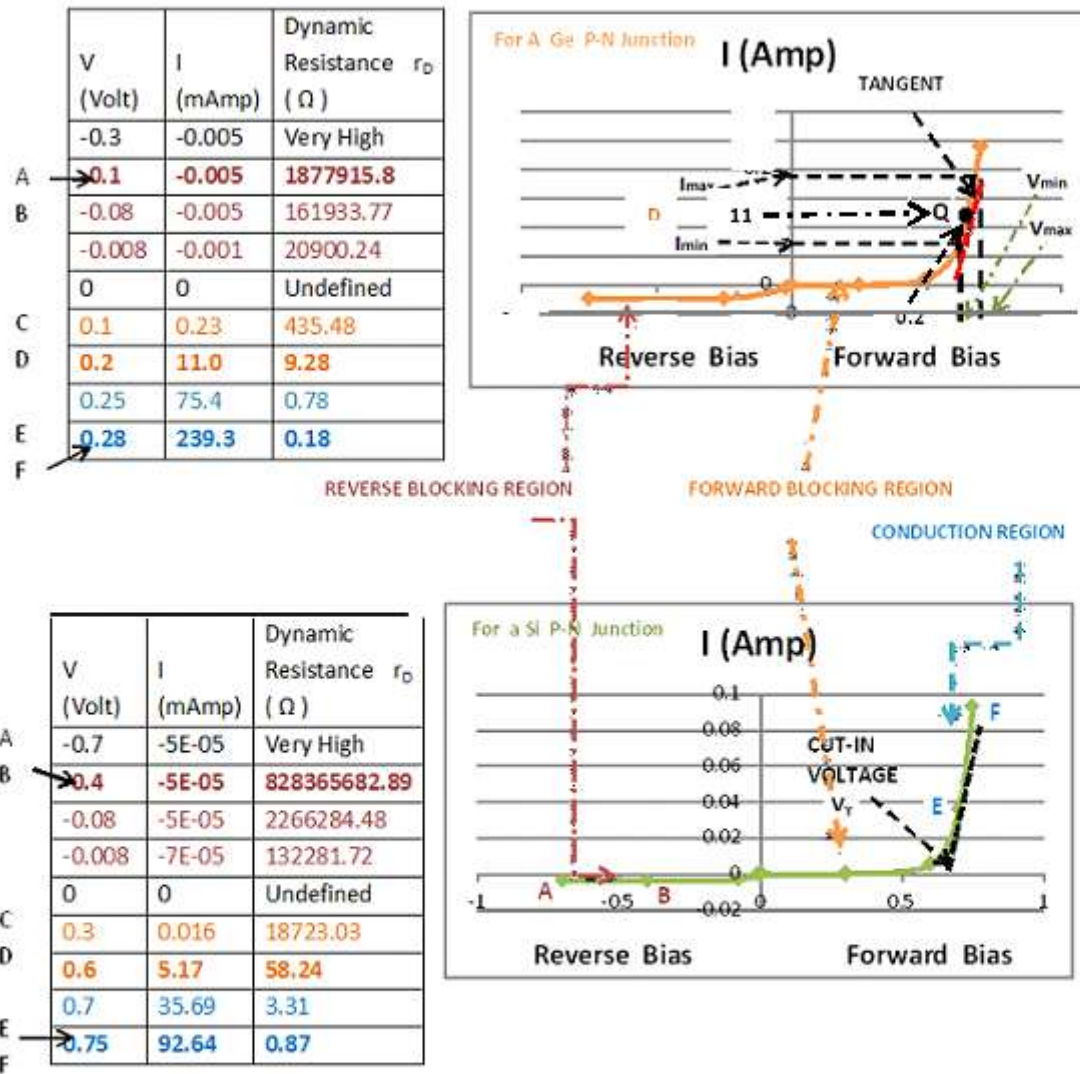 Dynamic
V I Resistance rD
(Volt) (mAmp) ( Ω )
-0.3 -0.005 Very High
-0.1 -0.005 1877915.8
-0.08 -0.005 161933.77
-0.008 -0.001 20900.24
0 0 Undefined
0.1 0.23 435.48
0.2 11.0 9.28
0.25 75.4 0.78
0.28 239.3 0.18
A
B
C
D
E
F
For A Ge P-N Junction
I (Amp)
TANGENT
Imax
Vmin
D 11 Q
Vmax
Imin
0
0
0.2
Reverse Bias Forward Bias
REVERSE BLOCKING REGION FORWARD BLOCKING REGION
CONDUCTION REGION
Dynamic
V I Resistance rD
(Volt) (mAmp) ( Ω )
-0.7 -5E-05 Very High
0.4 -5E-05 828365682.89
-0.08 -5E-05 2266284.48
-0.008 -7E-05 132281.72
0 0 Undefined
0.3 0.016 18723.03
0.6 5.17 58.24
0.7 35.69 3.31
0.75 92.64 0.87
A
B
C
D
E
F
For a Si P-N Junction
I (Amp)
0.1
F
0.08
CUT-IN
0.06
VOLTAGE
0.04 Vγ E
0.02
0
A B
-1 -0.5 0 0.5 1
-0.02
Reverse Bias Forward Bias